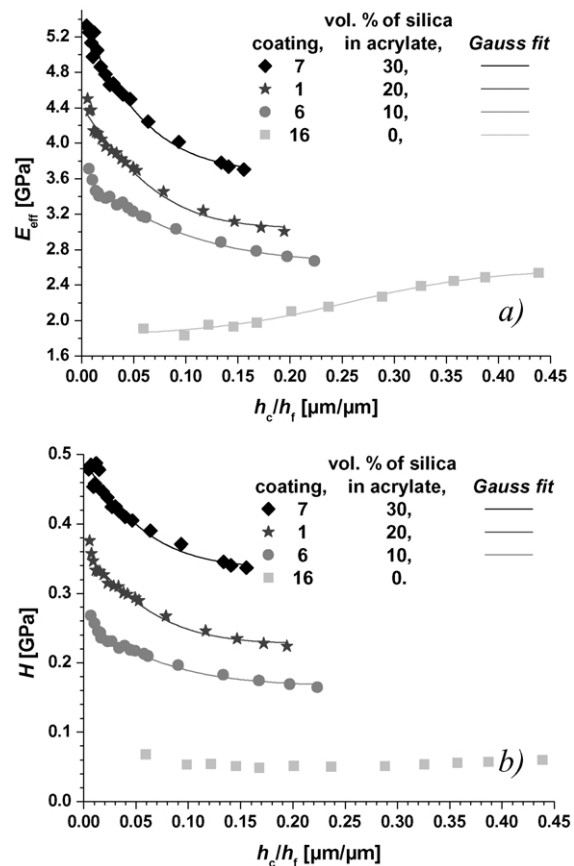 5.2
4.8
4.4
4.0
3.6
3.2
2.8
2.4
2.0
1.6
E_eff [GPa]
vol. % of silica
coating, in acrylate, Gauss fit
7 30,
1 20,
6 10,
16 0,
a)
0.00 0.05 0.10 0.15 0.20 0.25 0.30 0.35 0.40 0.45
h_c/h_f [µm/µm]
0.5
0.4
0.3
0.2
0.1
0.0
H [GPa]
vol. % of silica
coating, in acrylate, Gauss fit
7 30,
1 20,
6 10,
16 0.
b)
0.00 0.05 0.10 0.15 0.20 0.25 0.30 0.35 0.40 0.45
h_c/h_f [µm/µm]